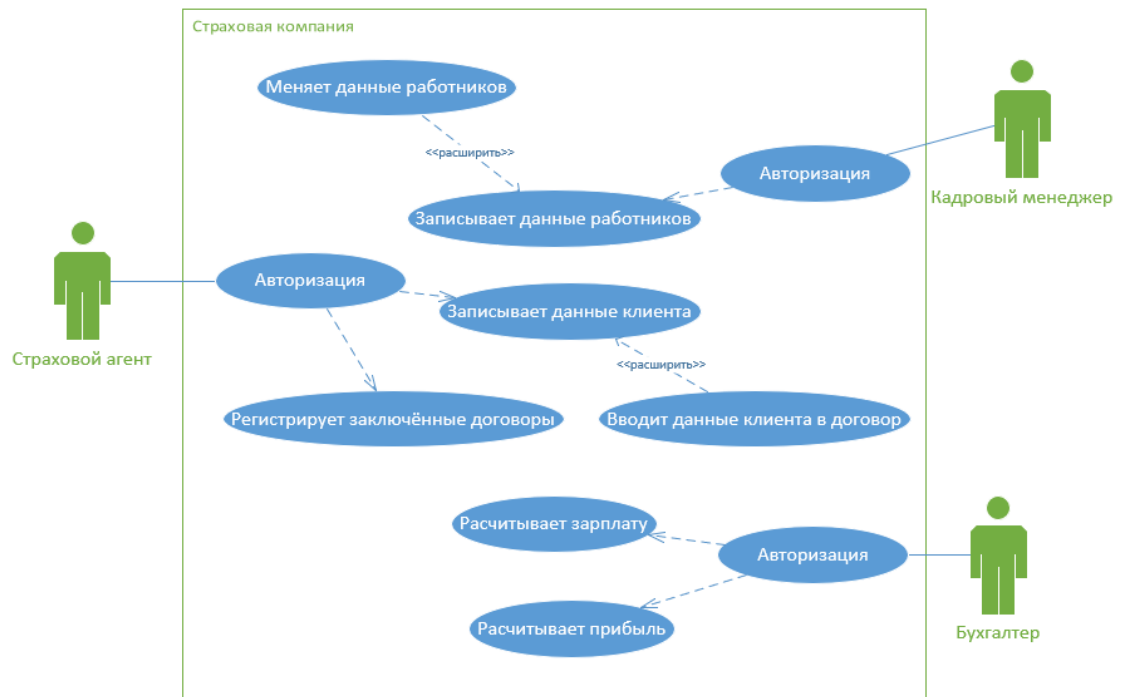 Страховая компания
Меняет данные работников
<<расширить>>
Авторизация
Кадровый менеджер
Записывает данные работников
Авторизация
Записывает данные клиента
Страховой агент
<<расширить>>
Регистрирует заключённые договоры
Вводит данные клиента в договор
Расчитывает зарплату
Авторизация
Расчитывает прибыль
Бухгалтер